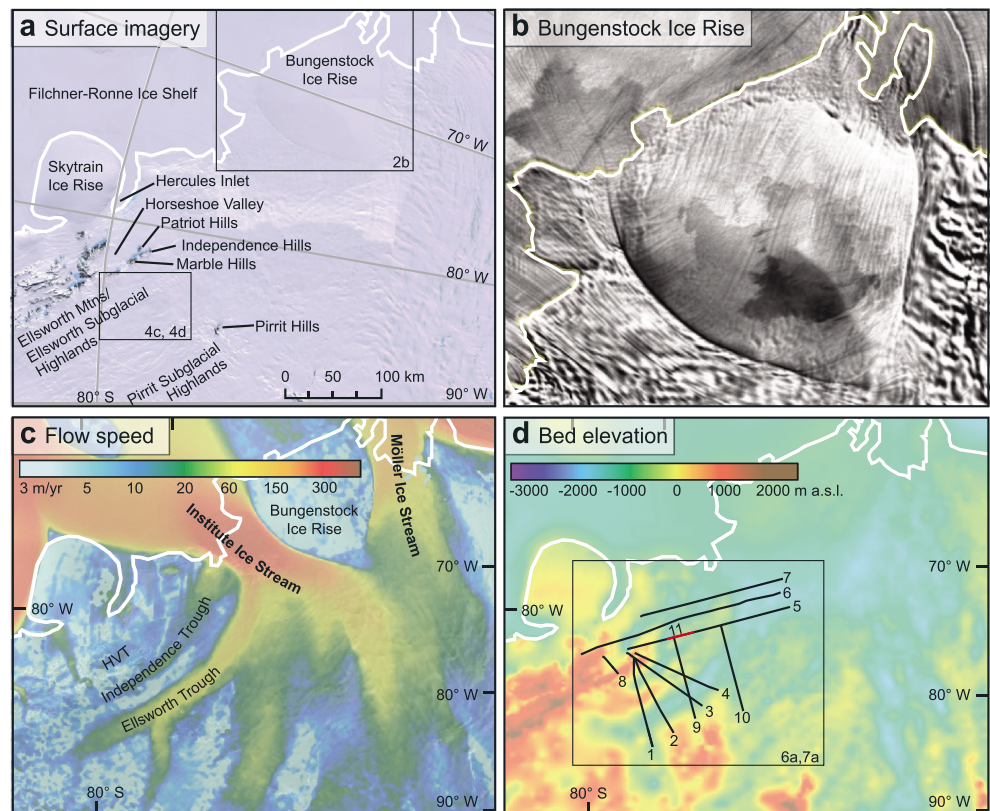 a Surface imagery
Bungenstock
Ice Rise
Filchner-Ronne Ice Shelf
70° W
2b
Skytrain
Ice Rise
Hercules Inlet
Horseshoe Valley
Patriot Hills
Independence Hills
Marble Hills
80° W
Ellsworth Mtns/
Ellsworth Subglacial
Highlands
4c, 4d
Pirrit Hills
Pirrit Subglacial
Highlands
0 50 100 km
80° S
90° W
b Bungenstock Ice Rise
c Flow speed
3 m/yr 5 10 20 60 150 300
Möller Ice Stream
Bungenstock
Ice Rise
Institute Ice Stream
70° W
80° W
HVT
Independence Trough
Ellsworth Trough
80° W
80° S
90° W
d Bed elevation
-3000 -2000 -1000 0 1000 2000 m a.s.l.
70° W
80° W
7
6
5
11
8
4
3
10
9
2
1
80° W
6a,7a
80° S
90° W